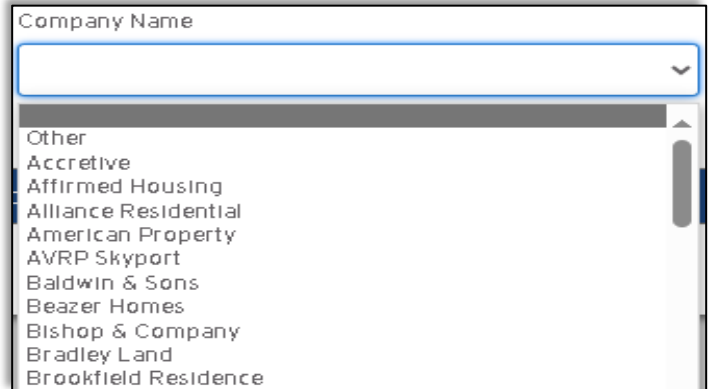 Company Name
Other
Accretive
Affirmed Housing
Alliance Residential
American Property
AVRP Skyport
Baldwin & Sons
Beazer Homes
Bishop & Company
Bradley Land
Brookfield Residence